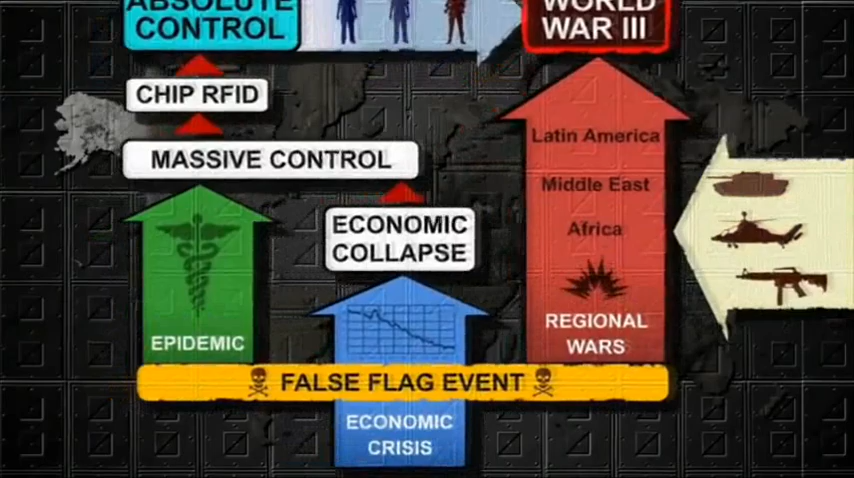 ABSOLUTE
CONTROL
WORLD
WAR III
CHIP RFID
MASSIVE CONTROL
ECONOMIC
COLLAPSE
Latin America
Middle East
Africa
REGIONAL
WARS
EPIDEMIC
FALSE FLAG EVENT
ECONOMIC
CRISIS